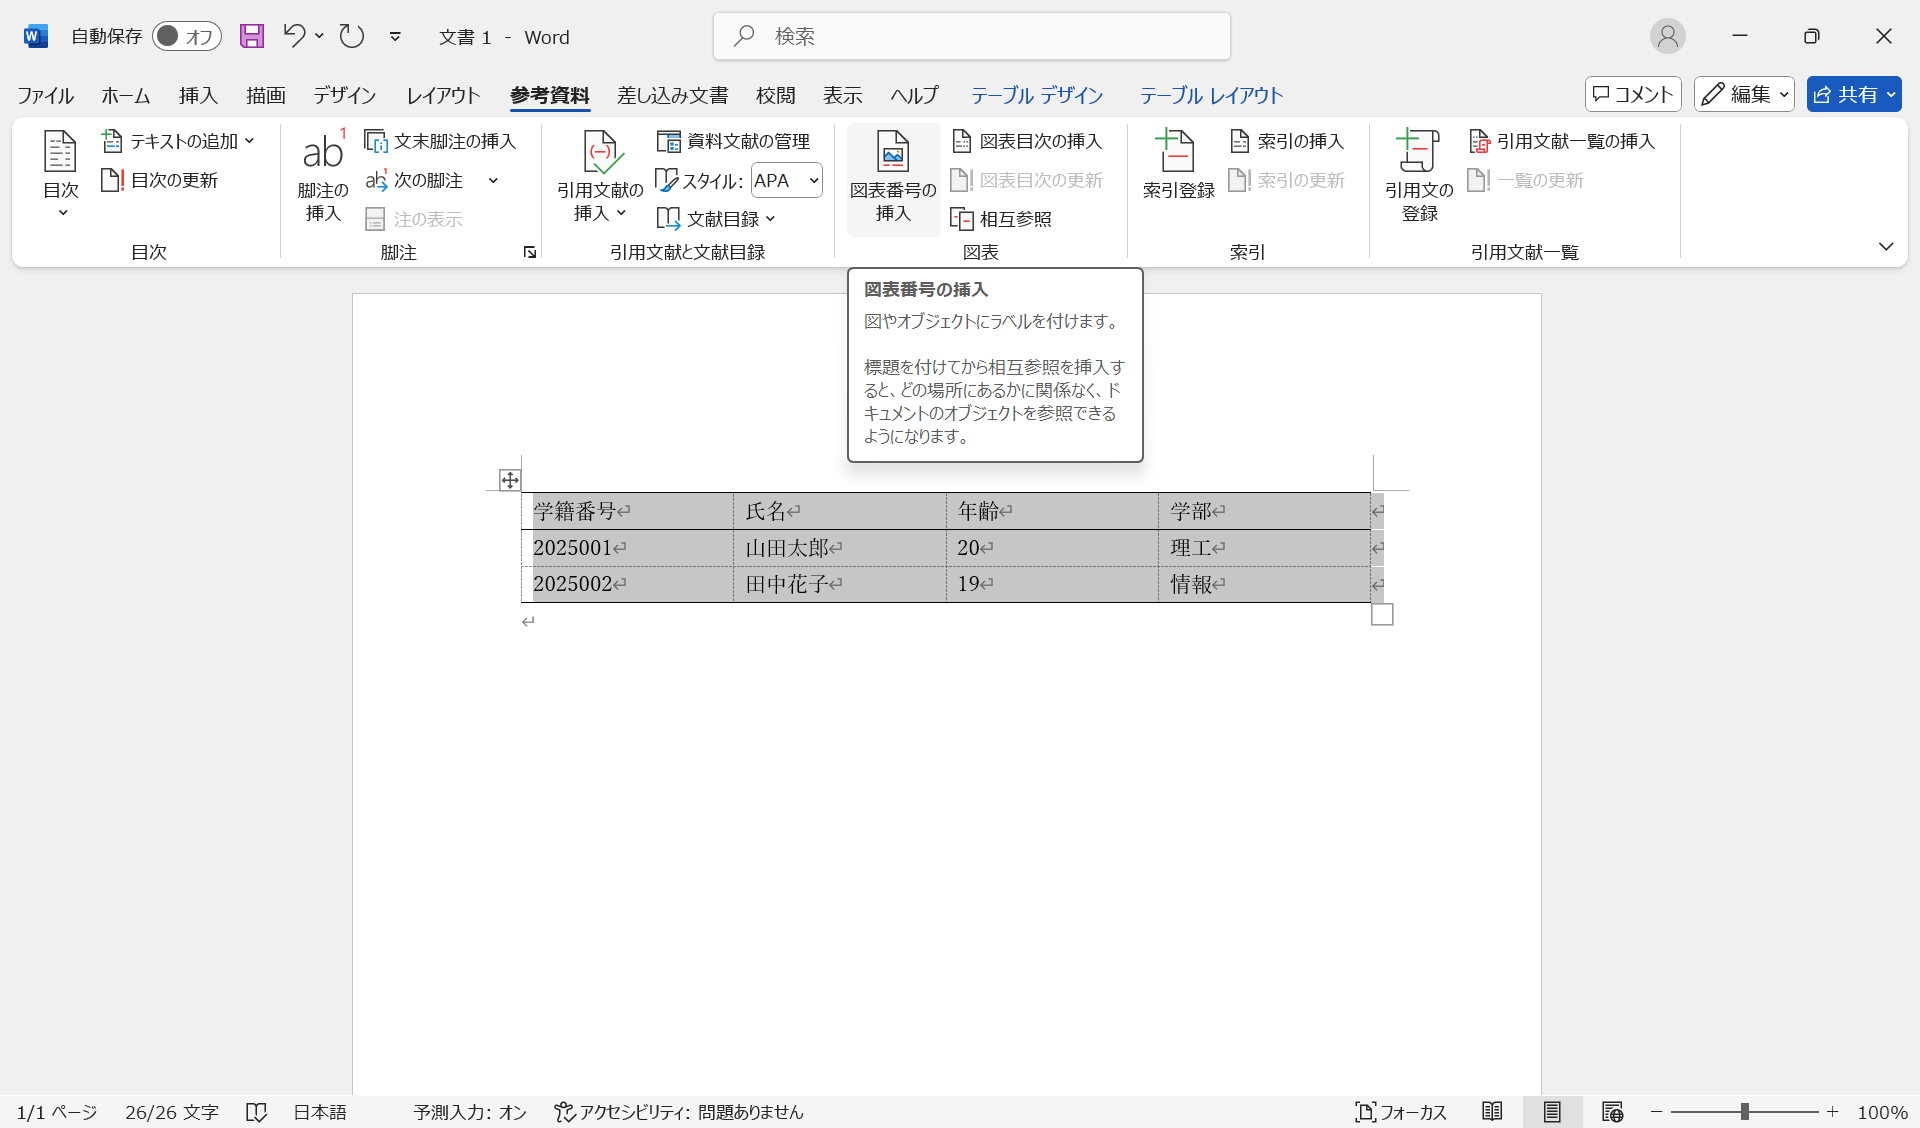 自動保存 オフ 文書 1 - Word 検索
ファイル ホーム 挿入 描画 デザイン レイアウト 参考資料 差し込み文書 校閲 表示 ヘルプ テーブル デザイン テーブル レイアウト コメント 編集 共有
目次
テキストの追加
目次の更新
目次
脚注の
挿入
文末脚注の挿入
次の脚注
注の表示
脚注
引用文献の
挿入
資料文献の管理
スタイル: APA
文献目録
引用文献と文献目録
図表番号の
挿入
図表目次の挿入
図表目次の更新
相互参照
図表
索引登録
索引の挿入
索引の更新
索引
引用文の
登録
引用文献一覧の挿入
一覧の更新
引用文献一覧
図表番号の挿入
図やオブジェクトにラベルを付けます。
標題を付けてから相互参照を挿入す
ると、どの場所にあるかに関係なく、ド
キュメントのオブジェクトを参照できる
ようになります。
学籍番号 氏名 年齢 学部
2025001 山田太郎 20 理工
2025002 田中花子 19 情報
1/1 ページ 26/26 文字 日本語 予測入力: オン アクセシビリティ: 問題ありません フォーカス 100%